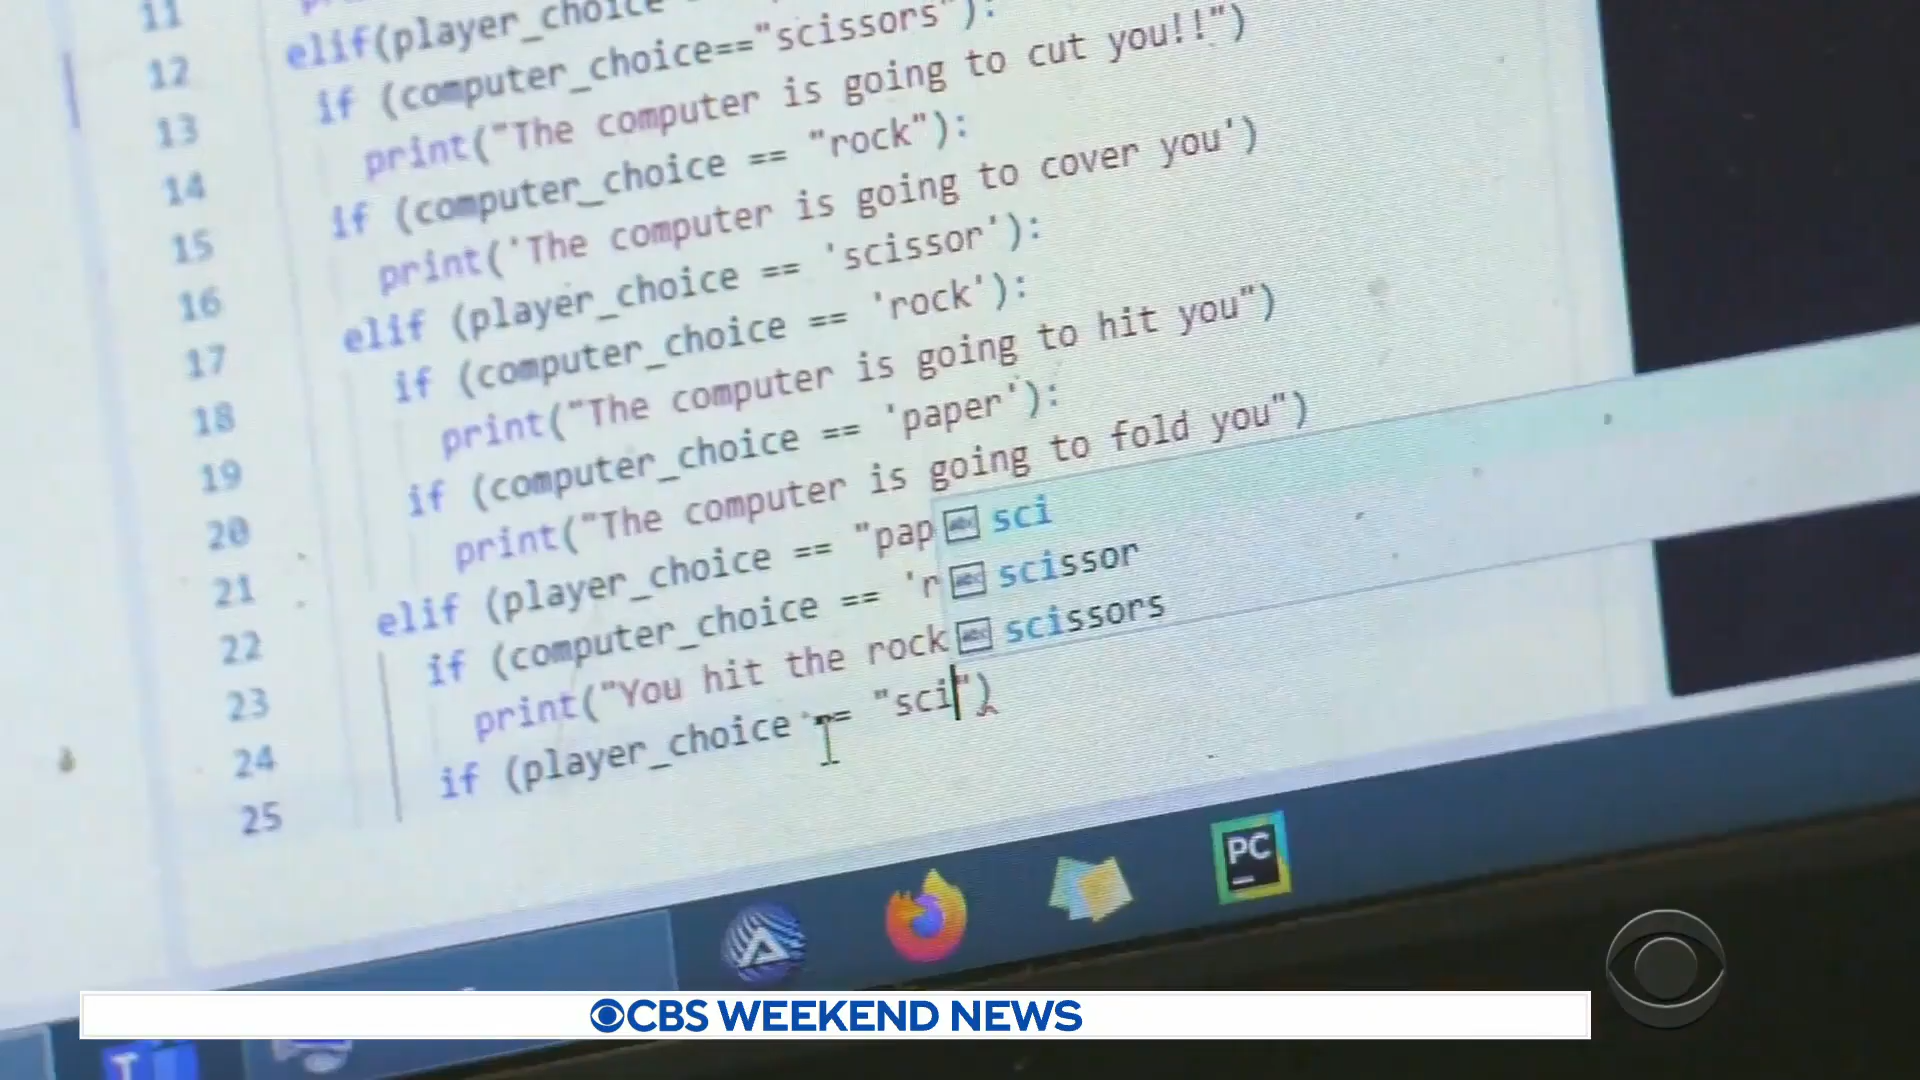 11
12 elif(player_choice
13 if (computer_choice=="scissors"):
14 print("The computer is going to cut you!!")
15 if (computer_choice == "rock"):
16 print('The computer is going to cover you')
17 elif (player_choice == 'scissor'):
18 if (computer_choice == 'rock'):
19 print("The computer is going to hit you")
20 if (computer_choice == 'paper'):
21 print("The computer is going to fold you")
22 elif (player_choice == "pap
23 if (computer_choice == 'r
24 print("You hit the rock
25 if (player_choice == "sci")
abc sci
abc scissor
abc scissors
PC
CBS WEEKEND NEWS
T